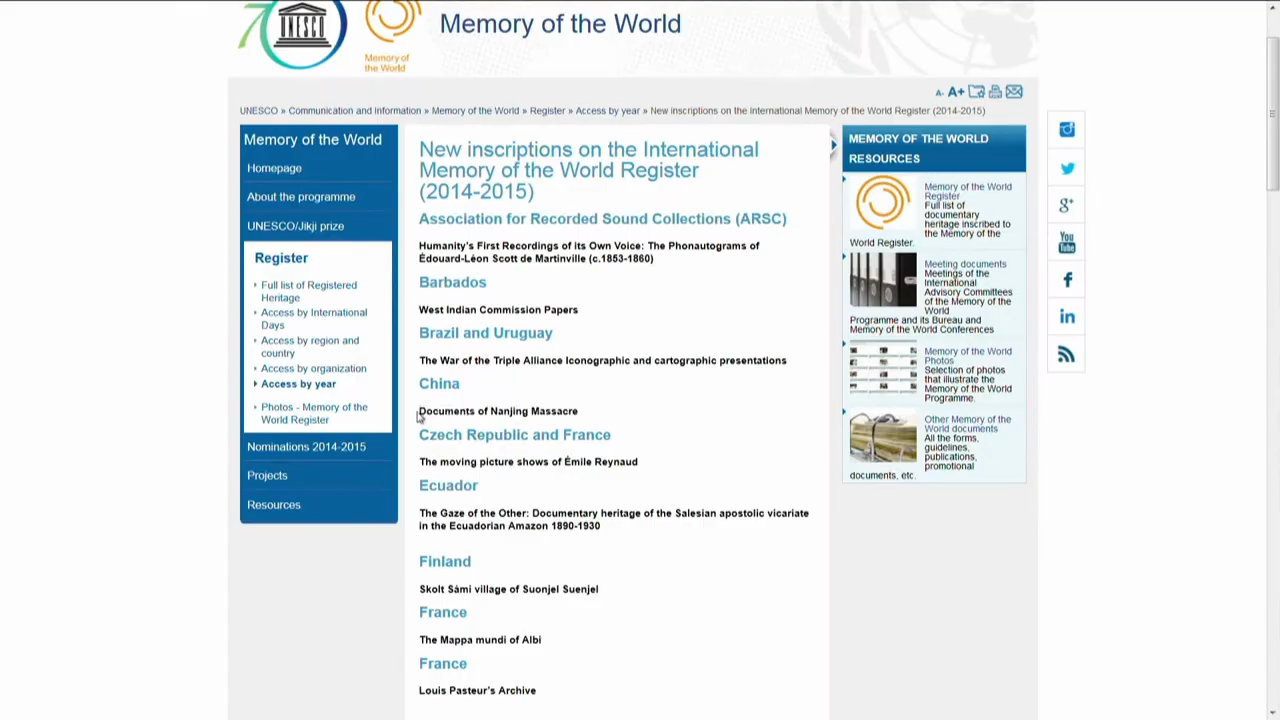 UNESCO
Memory of
the World
Memory of the World
A- A+
UNESCO » Communication and Information » Memory of the World » Register » Access by year » New inscriptions on the International Memory of the World Register (2014-2015)
Memory of the World
Homepage
About the programme
UNESCO/Jikji prize
Register
Full list of Registered
Heritage
Access by International
Days
Access by region and
country
Access by organization
Access by year
Photos - Memory of the
World Register
Nominations 2014-2015
Projects
Resources
New inscriptions on the International
Memory of the World Register
(2014-2015)
Association for Recorded Sound Collections (ARSC)
Humanity's First Recordings of its Own Voice: The Phonautograms of
Édouard-Léon Scott de Martinville (c.1853-1860)
Barbados
West Indian Commission Papers
Brazil and Uruguay
The War of the Triple Alliance Iconographic and cartographic presentations
China
Documents of Nanjing Massacre
Czech Republic and France
The moving picture shows of Émile Reynaud
Ecuador
The Gaze of the Other: Documentary heritage of the Salesian apostolic vicariate
in the Ecuadorian Amazon 1890-1930
Finland
Skolt Sámi village of Suonjel Suenjel
France
The Mappa mundi of Albi
France
Louis Pasteur's Archive
MEMORY OF THE WORLD
RESOURCES
Memory of the World
Register
Full list of
documentary
heritage inscribed to
the Memory of the
World Register.
Meeting documents
Meetings of the
International
Advisory Committees
of the Memory of the
World
Programme and its Bureau and
Memory of the World Conferences
Memory of the World
Photos
Selection of photos
that illustrate the
Memory of the World
Programme.
Other Memory of the
World documents
All the forms,
guidelines,
publications,
promotional
documents, etc.
g+
You
Tube
f
in